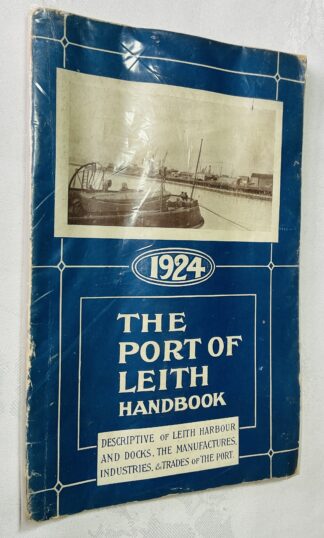 1924
THE
PORT OF
LEITH
HANDBOOK
DESCRIPTIVE OF LEITH HARBOUR
AND DOCKS, THE MANUFACTURES,
INDUSTRIES, & TRADES OF THE PORT.